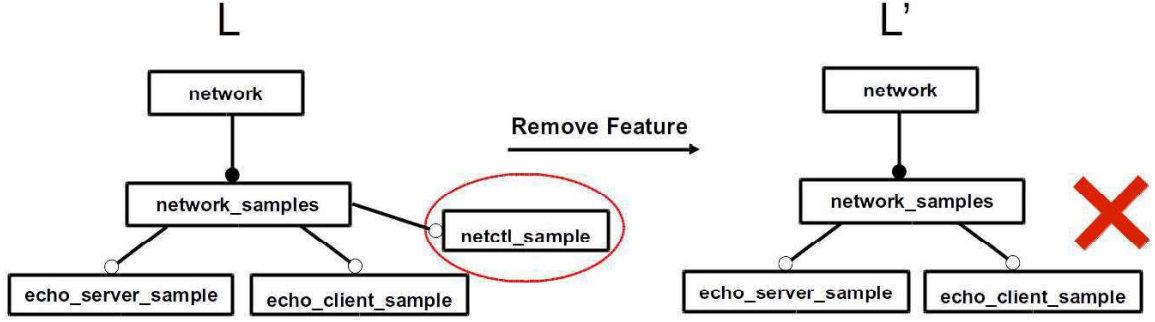 L
L’
network
network
Remove Feature
network_samples
network_samples
netctl_sample
echo_server_sample
echo_client_sample
echo_server_sample
echo_client_sample